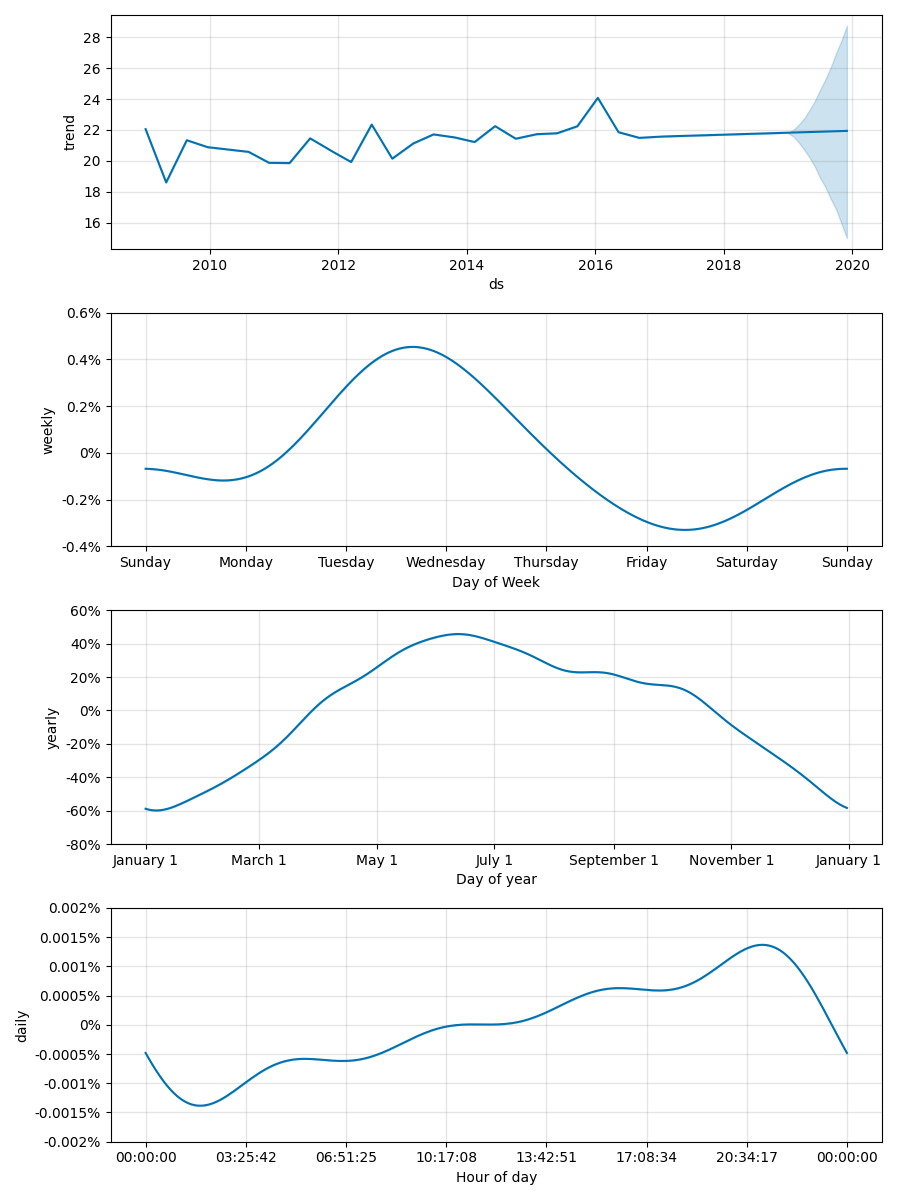 28
26
24
22
20
18
16
trend
2010 2012 2014 2016 2018 2020
ds
0.6%
0.4%
0.2%
0%
-0.2%
-0.4%
weekly
Sunday Monday Tuesday Wednesday Thursday Friday Saturday Sunday
Day of Week
60%
40%
20%
0%
-20%
-40%
-60%
-80%
yearly
January 1 March 1 May 1 July 1 September 1 November 1 January 1
Day of year
0.002%
0.0015%
0.001%
0.0005%
0%
-0.0005%
-0.001%
-0.0015%
-0.002%
daily
00:00:00 03:25:42 06:51:25 10:17:08 13:42:51 17:08:34 20:34:17 00:00:00
Hour of day